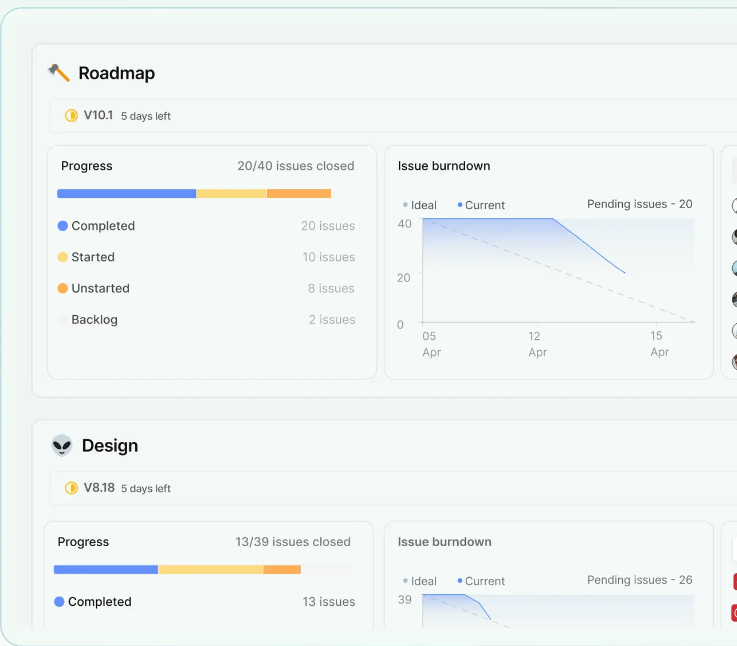 Roadmap
V10.1 5 days left
Progress 20/40 issues closed
Completed 20 issues
Started 10 issues
Unstarted 8 issues
Backlog 2 issues
Issue burndown
Ideal Current Pending issues - 20
40
20
0
05 Apr
12 Apr
15 Apr
Design
V8.18 5 days left
Progress 13/39 issues closed
Completed 13 issues
Issue burndown
Ideal Current Pending issues - 26
39